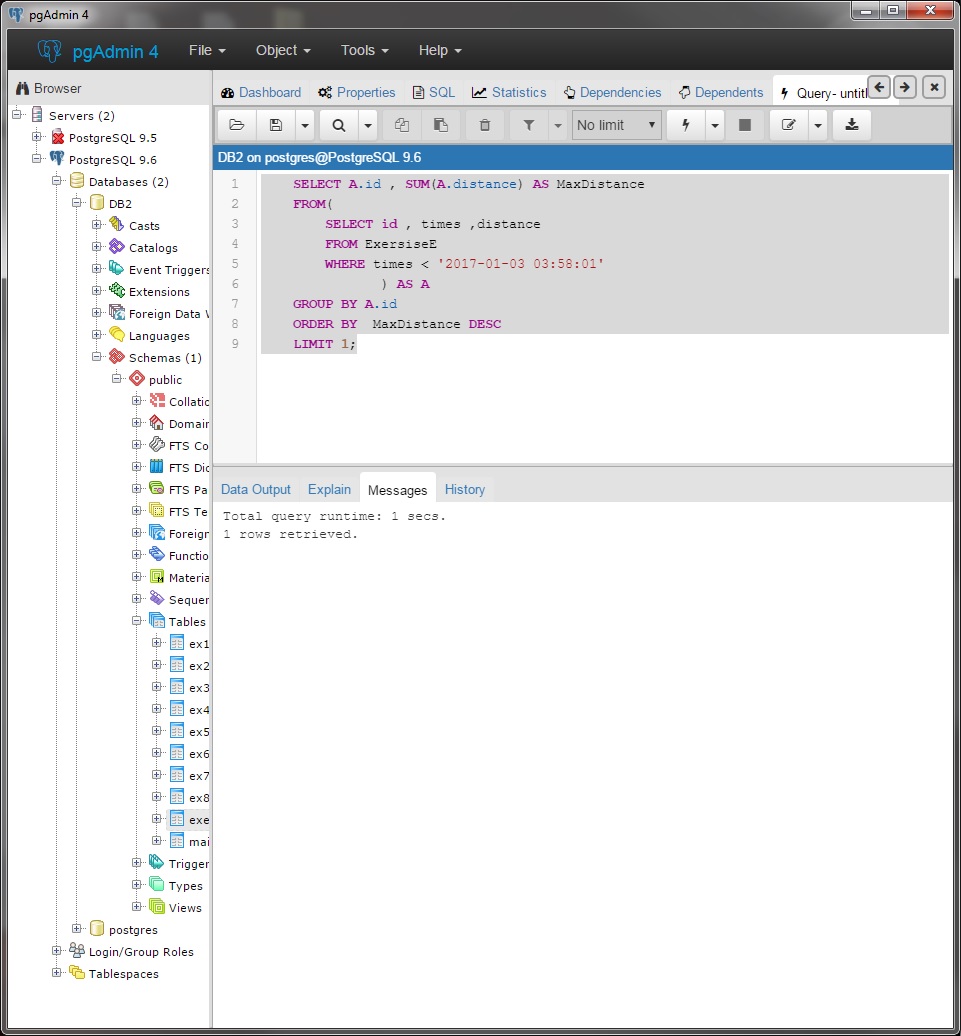 pgAdmin 4
pgAdmin 4 File Object Tools Help
Browser
Servers (2)
PostgreSQL 9.5
PostgreSQL 9.6
Databases (2)
DB2
Casts
Catalogs
Event Triggers
Extensions
Foreign Data W
Languages
Schemas (1)
public
Collatio
Domair
FTS Co
FTS Dic
FTS Pa
FTS Te
Foreign
Functio
Materia
Sequer
Tables
ex1
ex2
ex3
ex4
ex5
ex6
ex7
ex8
exe
mai
Trigger
Types
Views
postgres
Login/Group Roles
Tablespaces
Dashboard Properties SQL Statistics Dependencies Dependents Query- untitl
No limit
DB2 on postgres@PostgreSQL 9.6
1 SELECT A.id , SUM(A.distance) AS MaxDistance
2 FROM(
3 SELECT id , times ,distance
4 FROM ExersiseE
5 WHERE times < '2017-01-03 03:58:01'
6 ) AS A
7 GROUP BY A.id
8 ORDER BY  MaxDistance DESC
9 LIMIT 1;
Data Output Explain Messages History
Total query runtime: 1 secs.
1 rows retrieved.